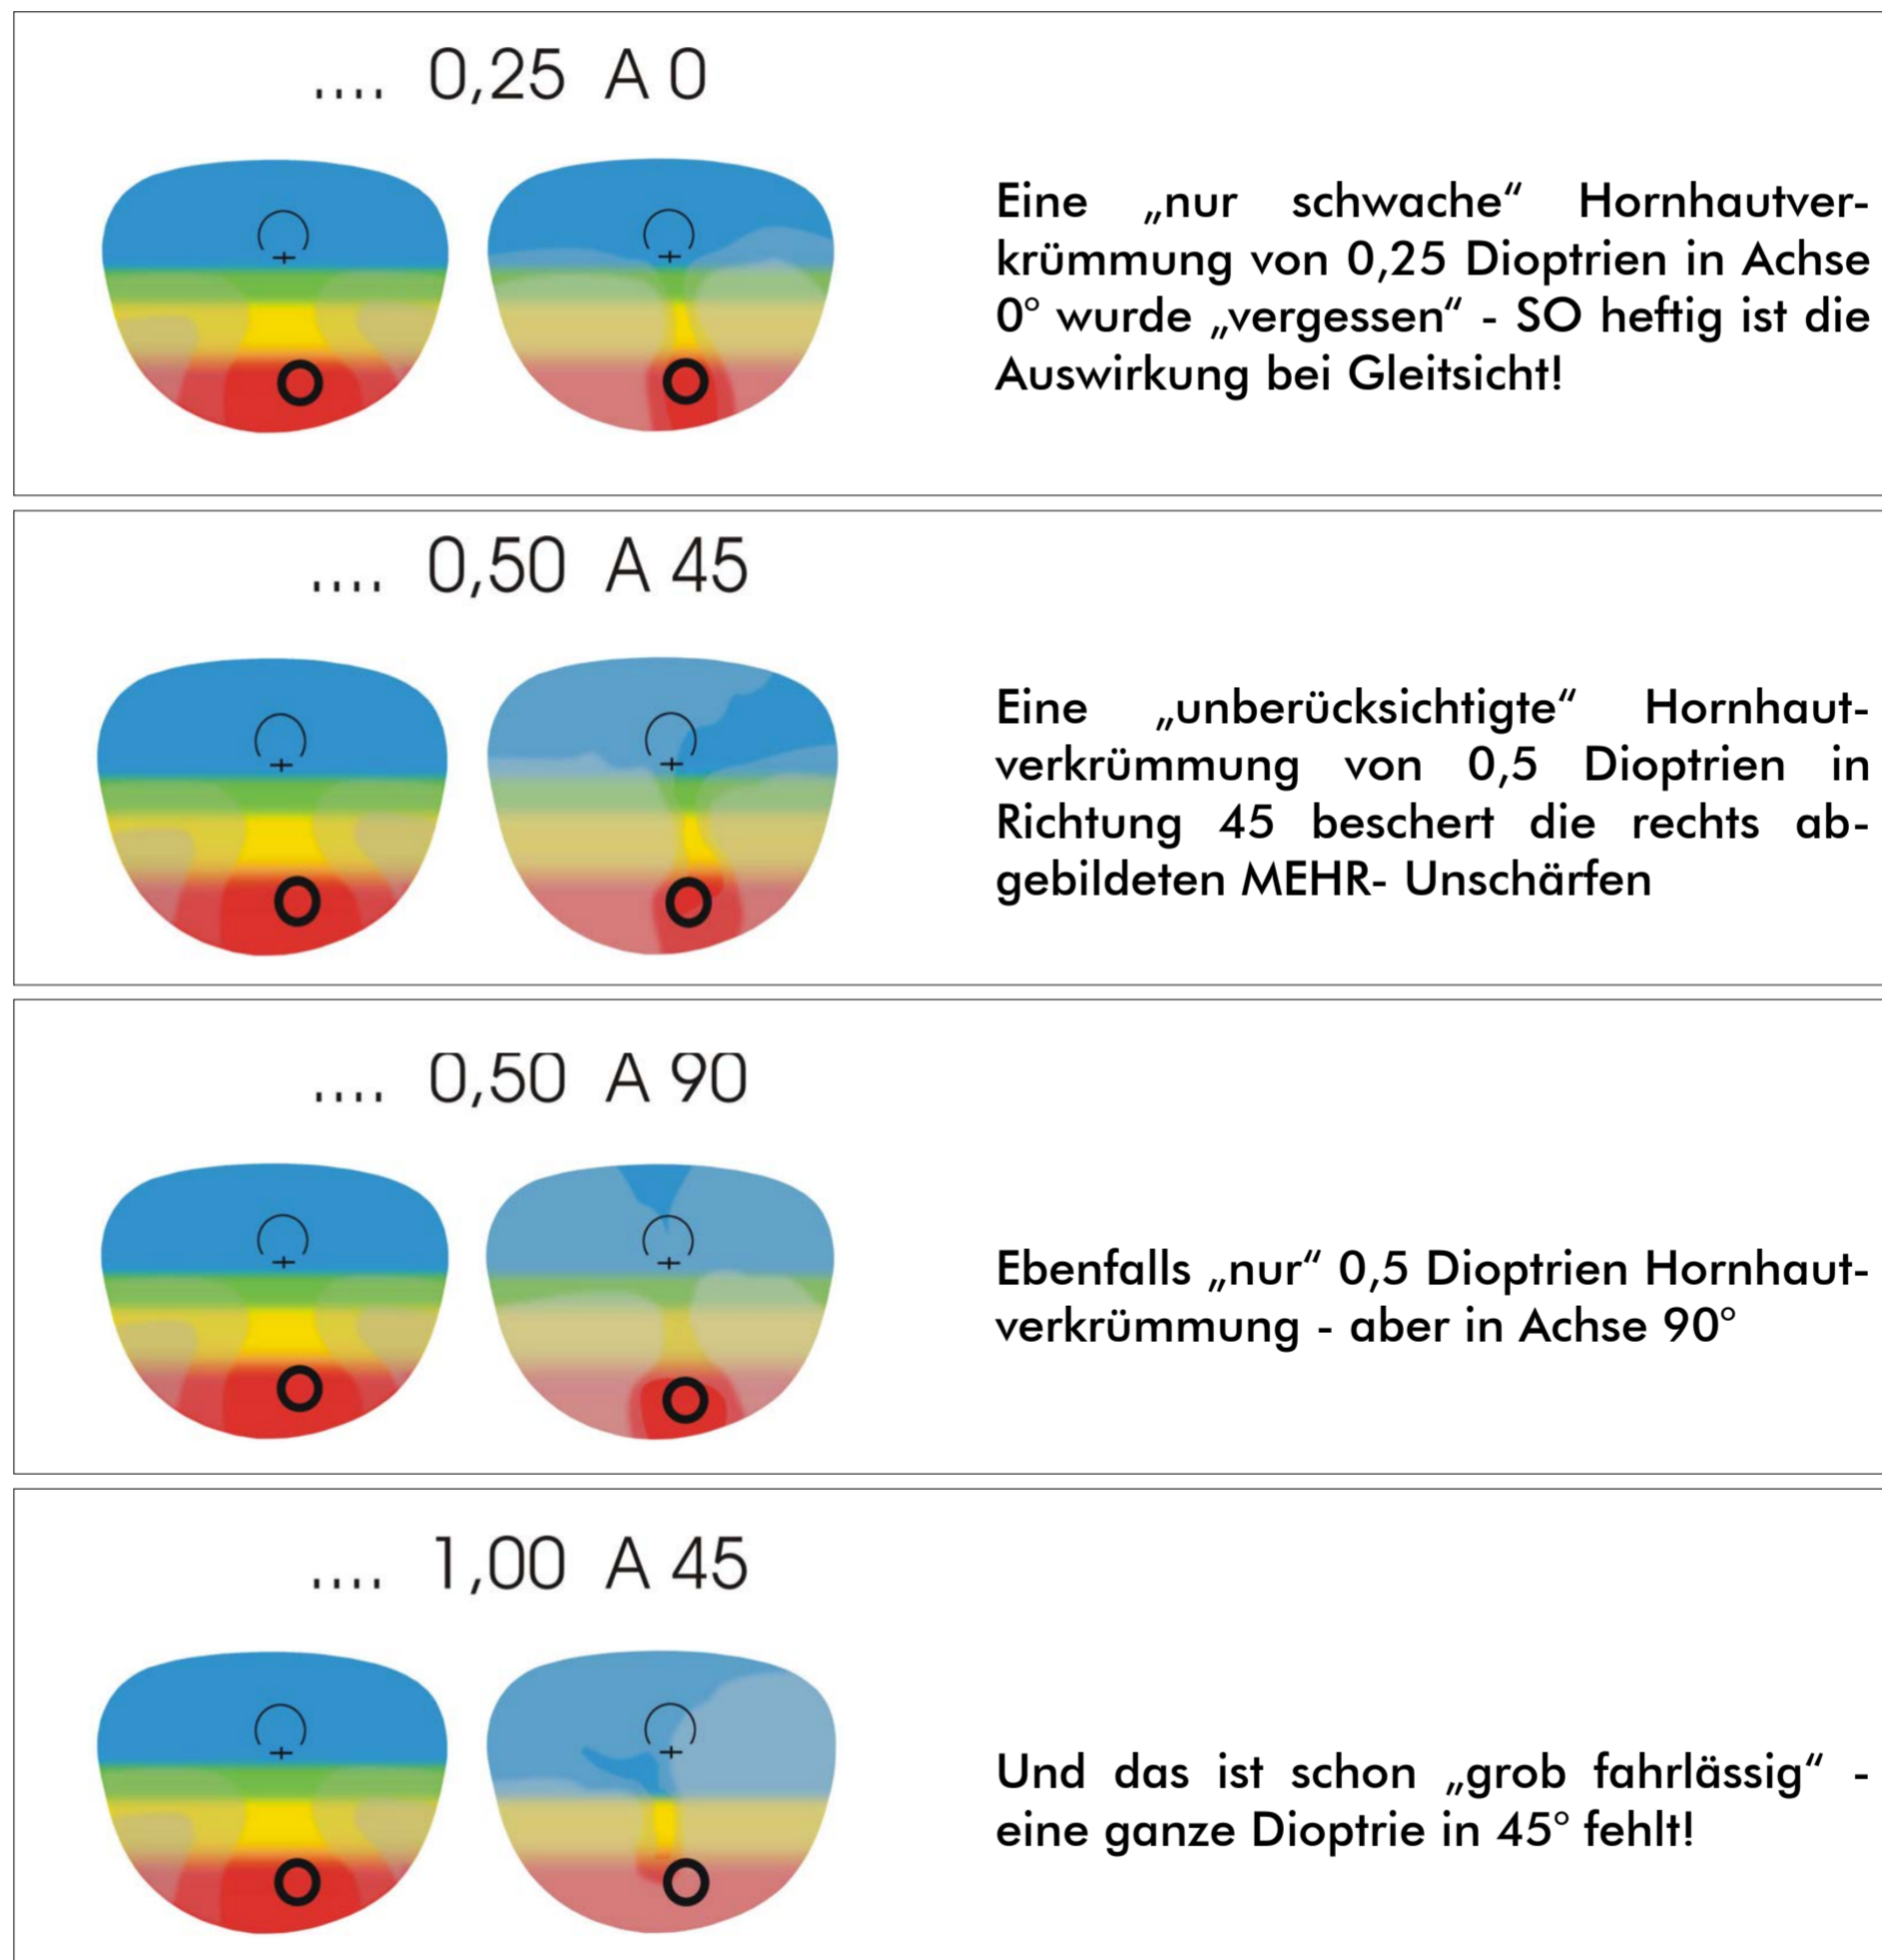 .... 0,25 A 0
Eine „nur schwache“ Hornhautver-
krümmung von 0,25 Dioptrien in Achse
0° wurde „vergessen“ - SO heftig ist die
Auswirkung bei Gleitsicht!
.... 0,50 A 45
Eine „unberücksichtigte“ Hornhaut-
verkrümmung von 0,5 Dioptrien in
Richtung 45 beschert die rechts ab-
gebildeten MEHR- Unschärfen
.... 0,50 A 90
Ebenfalls „nur“ 0,5 Dioptrien Hornhaut-
verkrümmung - aber in Achse 90°
.... 1,00 A 45
Und das ist schon „grob fahrlässig“ -
eine ganze Dioptrie in 45° fehlt!